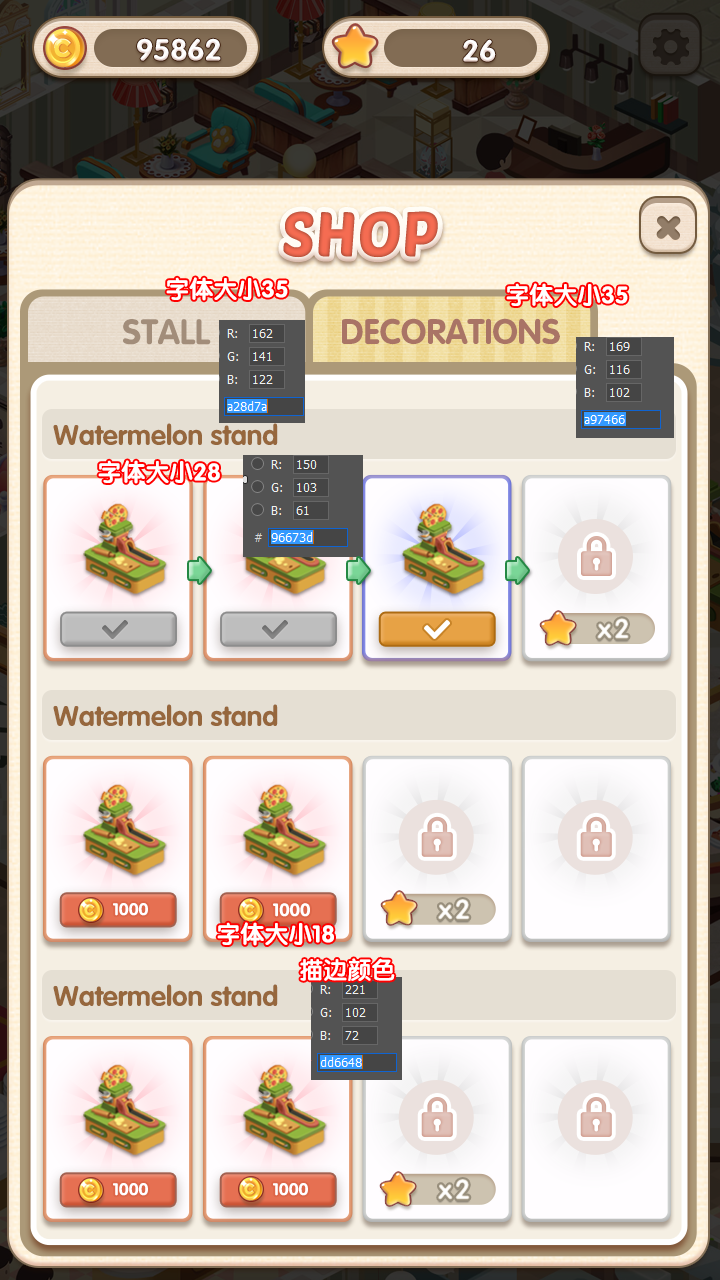 95862
26
SHOP
字体大小35
字体大小35
STALL
DECORATIONS
R: 162
G: 141
B: 122
a28d7a
R: 169
G: 116
B: 102
a97466
Watermelon stand
字体大小28
R: 150
G: 103
B: 61
# 96673d
x2
Watermelon stand
1000
1000
x2
字体大小18
描边颜色
Watermelon stand
R: 221
G: 102
B: 72
dd6648
1000
1000
x2